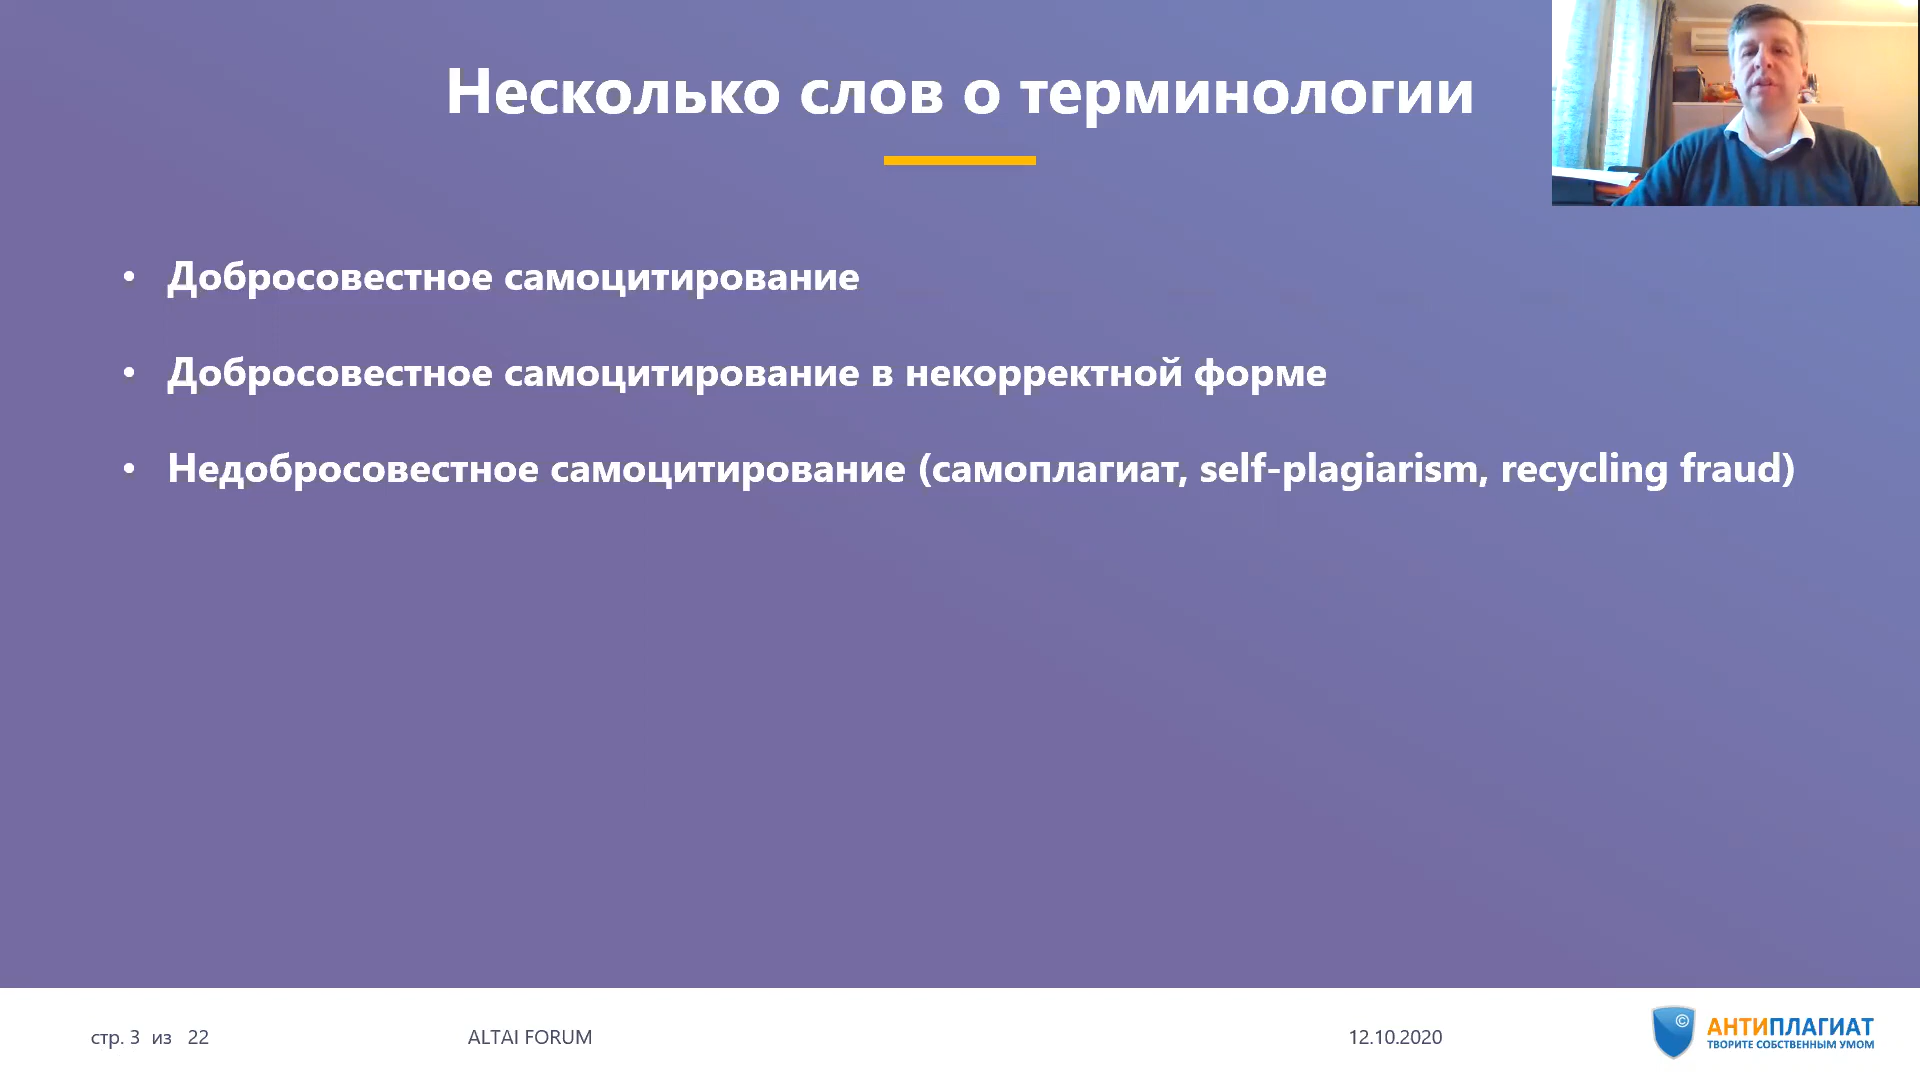 Несколько слов о терминологии
• Добросовестное самоцитирование
• Добросовестное самоцитирование в некорректной форме
• Недобросовестное самоцитирование (самоплагиат, self-plagiarism, recycling fraud)
стр. 3 из 22
ALTAI FORUM
12.10.2020
©
АНТИПЛАГИАТ
ТВОРИТЕ СОБСТВЕННЫМ УМОМ